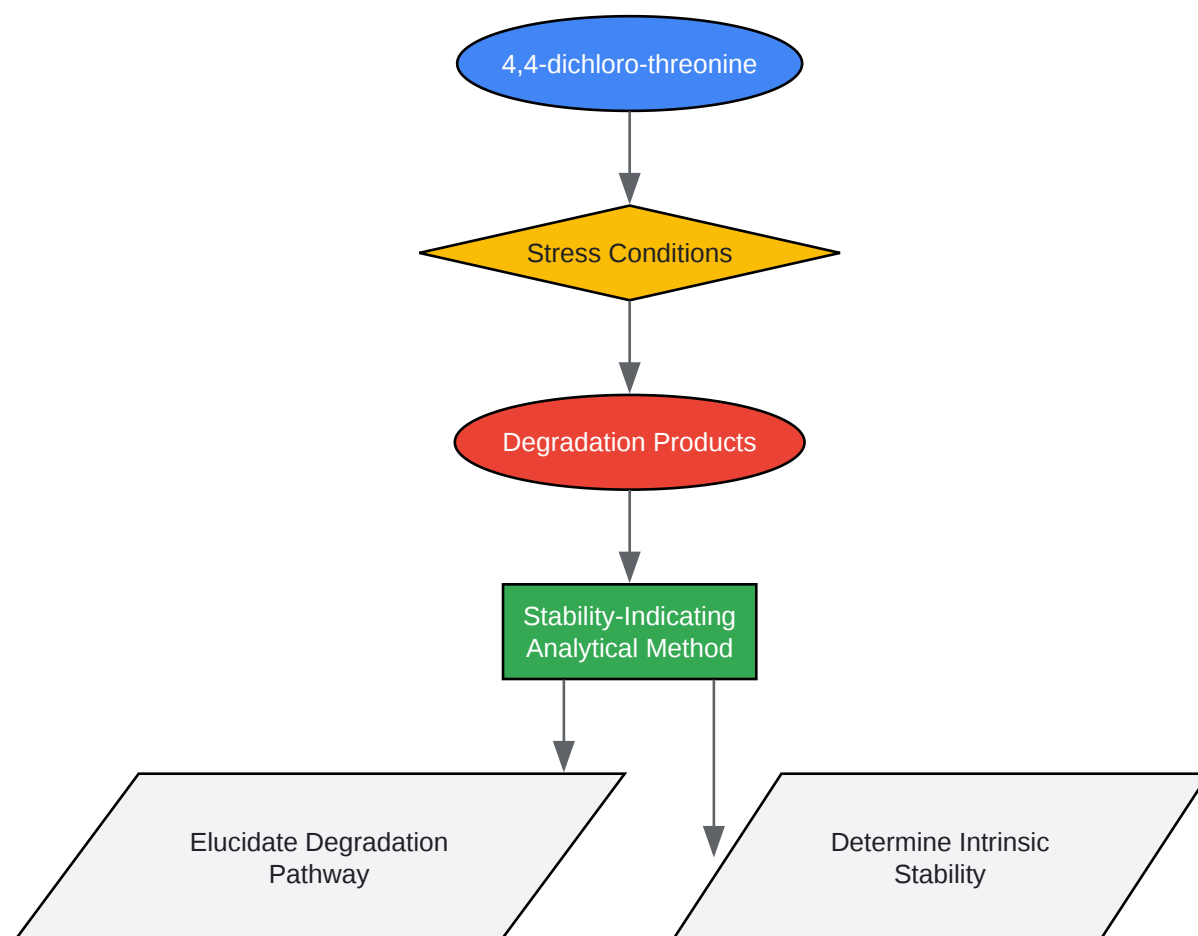 4,4-dichloro-threonine
Stress Conditions
Degradation Products
Stability-Indicating
Analytical Method
Elucidate Degradation
Pathway
Determine Intrinsic
Stability